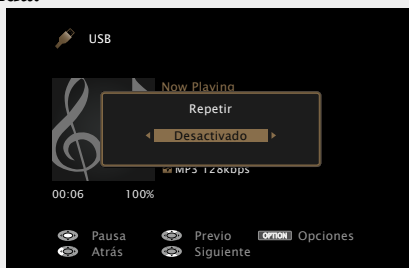 USB
Now Playing
Repetir
Desactivado
MP3 128kbps
00:06 100%
Pausa Previo OPTION Opciones
Atrás Siguiente